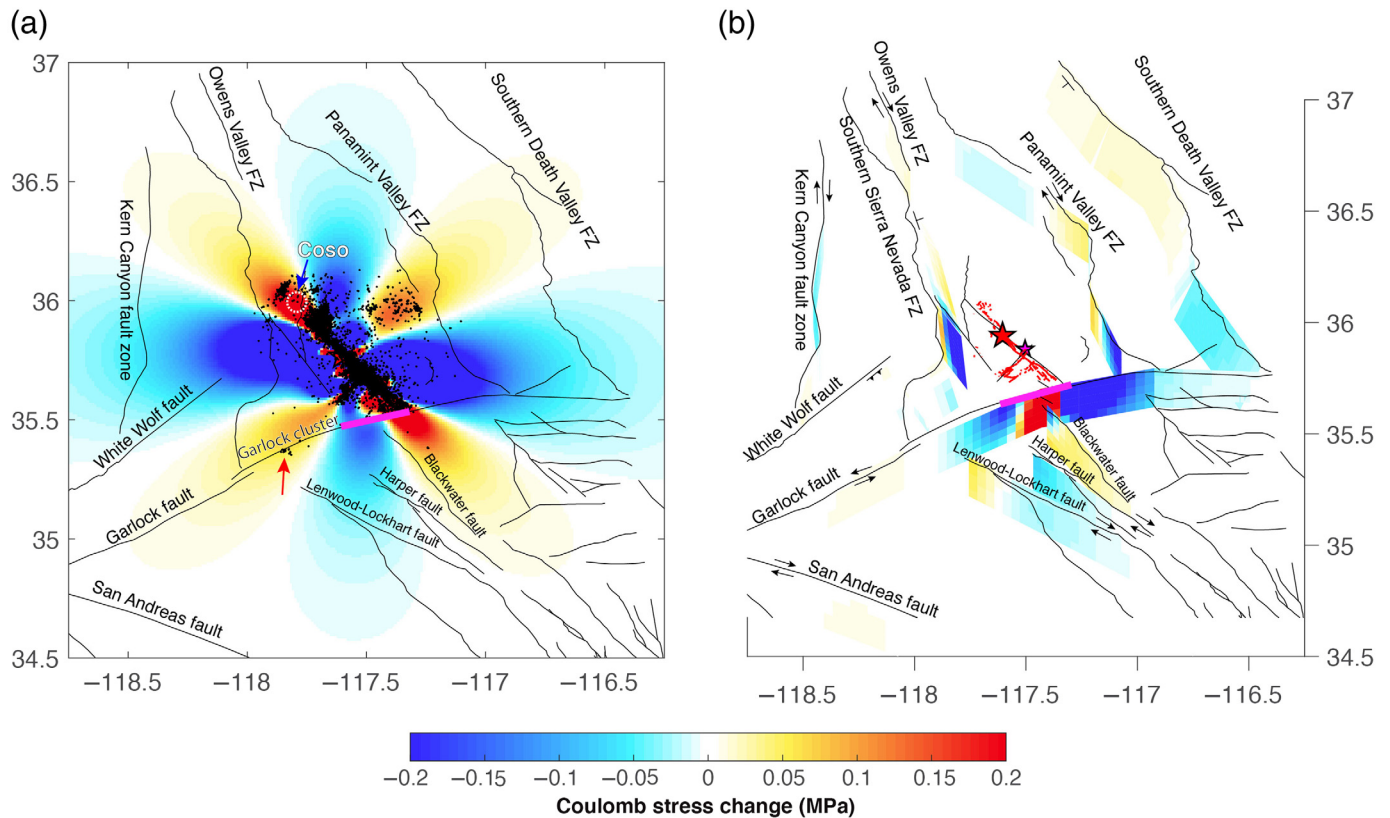 (a)
37
36.5
36
35.5
35
34.5
−118.5
−118
−117.5
−117
−116.5
Owens Valley FZ
Panamint Valley FZ
Southern Death Valley FZ
Kern Canyon fault zone
Coso
White Wolf fault
Garlock cluster
Garlock fault
Blackwater fault
Harper fault
Lenwood-Lockhart fault
San Andreas fault
(b)
Owens Valley FZ
Southern Sierra Nevada FZ
Panamint Valley FZ
Southern Death Valley FZ
Kern Canyon fault zone
White Wolf fault
Garlock fault
Blackwater fault
Harper fault
Lenwood-Lockhart fault
San Andreas fault
37
36.5
36
35.5
35
34.5
−118.5
−118
−117.5
−117
−116.5
−0.2
−0.15
−0.1
−0.05
0
0.05
0.1
0.15
0.2
Coulomb stress change (MPa)